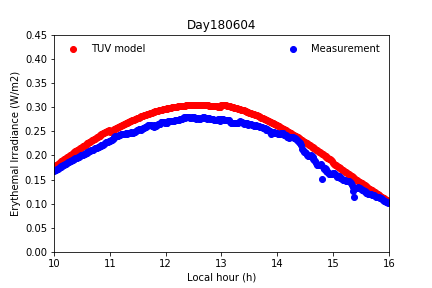 Day180604
TUV model
Measurement
0.45
0.40
0.35
0.30
0.25
0.20
0.15
0.10
0.05
0.00
Erythemal Irradiance (W/m2)
10 11 12 13 14 15 16
Local hour (h)